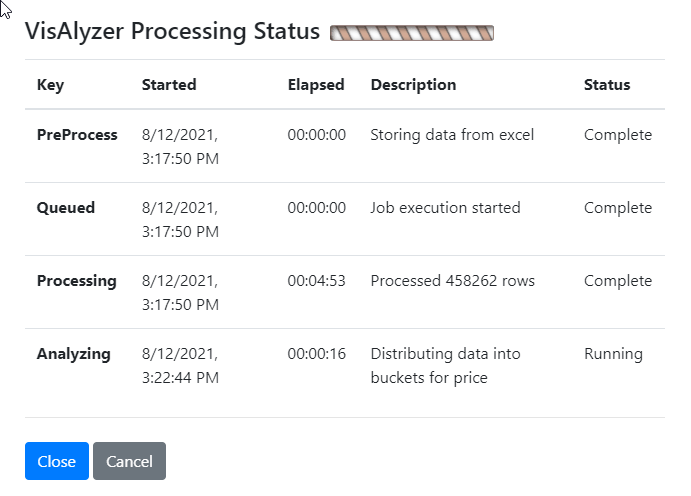 VisAlyzer Processing Status
Key Started Elapsed Description Status
PreProcess 8/12/2021, 00:00:00 Storing data from excel Complete
3:17:50 PM
Queued 8/12/2021, 00:00:00 Job execution started Complete
3:17:50 PM
Processing 8/12/2021, 00:04:53 Processed 458262 rows Complete
3:17:50 PM
Analyzing 8/12/2021, 00:00:16 Distributing data into Running
3:22:44 PM buckets for price
Close Cancel